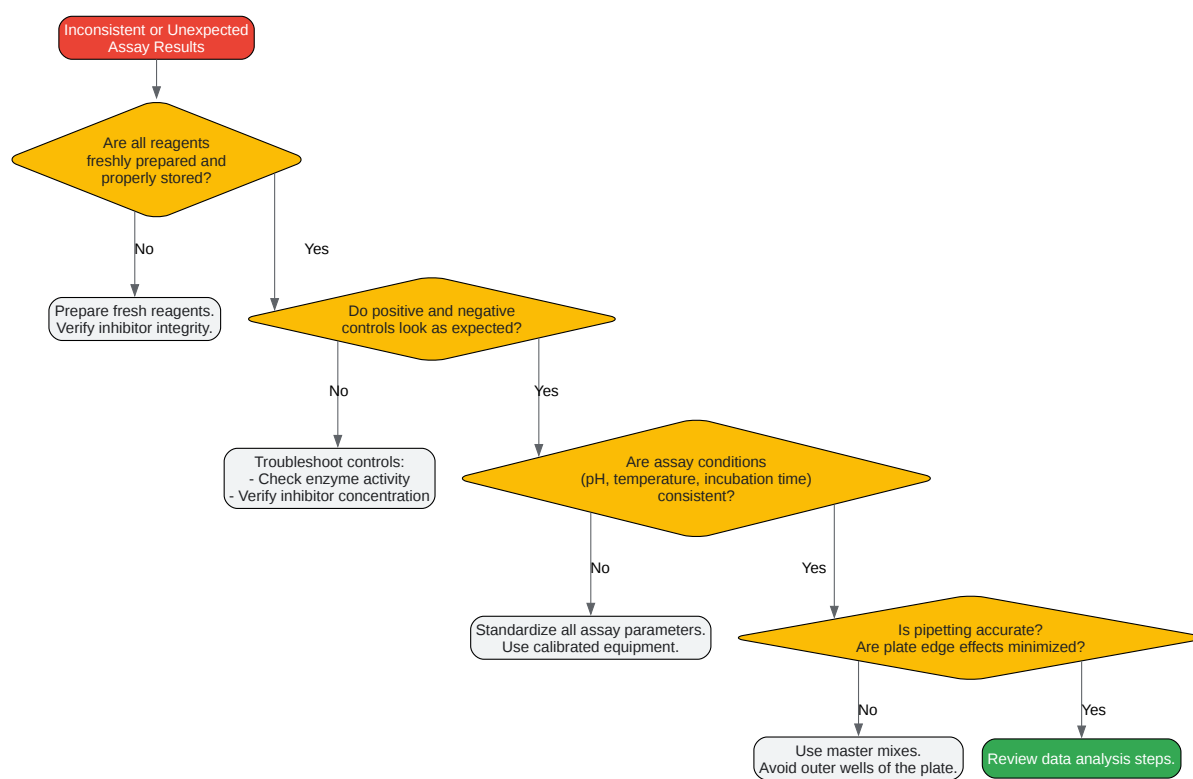 Inconsistent or Unexpected
Assay Results
Are all reagents
freshly prepared and
properly stored?
No
Yes
Prepare fresh reagents.
Verify inhibitor integrity.
Do positive and negative
controls look as expected?
No
Yes
Troubleshoot controls:
- Check enzyme activity
- Verify inhibitor concentration
Are assay conditions
(pH, temperature, incubation time)
consistent?
No
Yes
Standardize all assay parameters.
Use calibrated equipment.
Is pipetting accurate?
Are plate edge effects minimized?
No
Yes
Use master mixes.
Avoid outer wells of the plate.
Review data analysis steps.